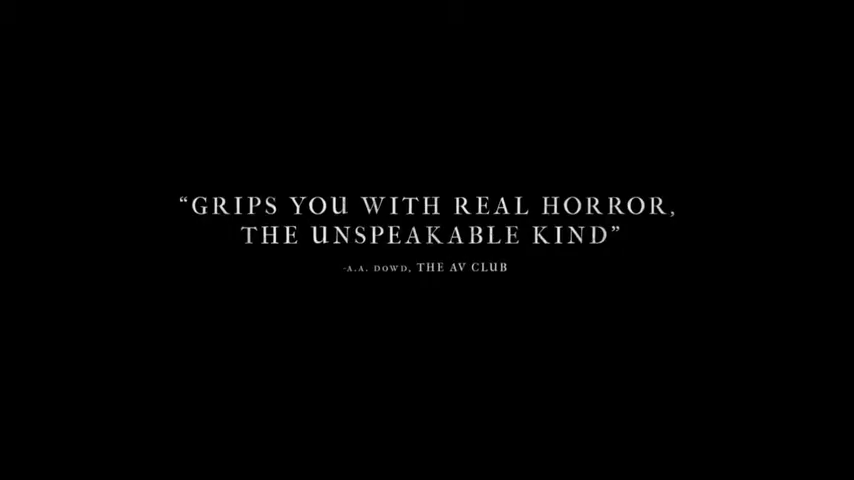 “GRIPS YOU WITH REAL HORROR,
THE UNSPEAKABLE KIND”
-A.A. DOWD, THE AV CLUB